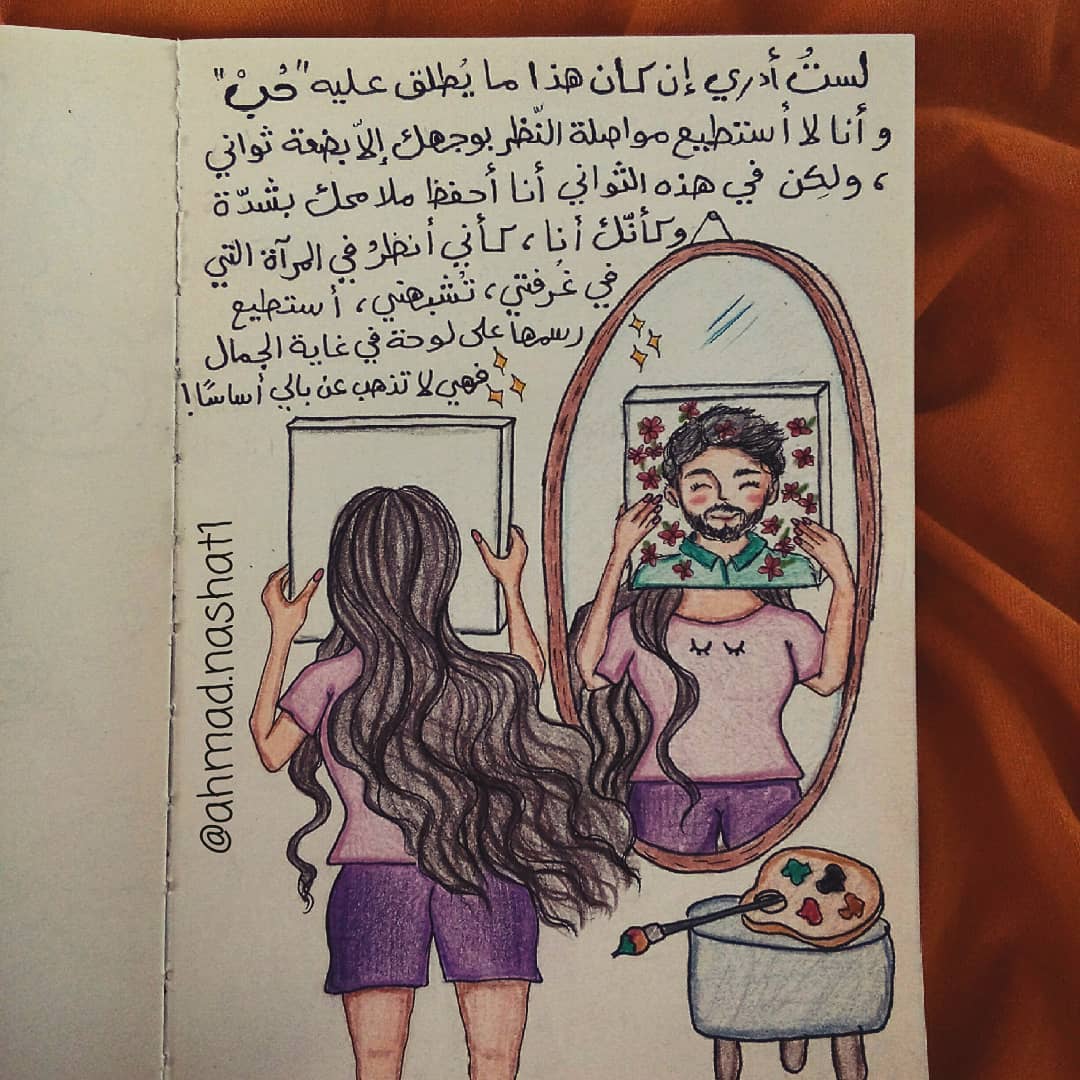 لستُ أدري إن كان هذا ما يُطلق عليه "حُبْ"
و أنا لا أستطيع مواصلة النّظر بوجهك إلاّ بضعة ثواني
، ولكِن في هذه الثواني أنا أحفظ ملامحك بشدّة
وكأنّك أنا، كأني أنظرُ في المرآة التي
في غُرفتي، تُشبهني، أستطيع
رسمها على لوحة في غاية الجمال
فهي لا تذهب عن بالي أساسًا!
@ahmad.nashat1